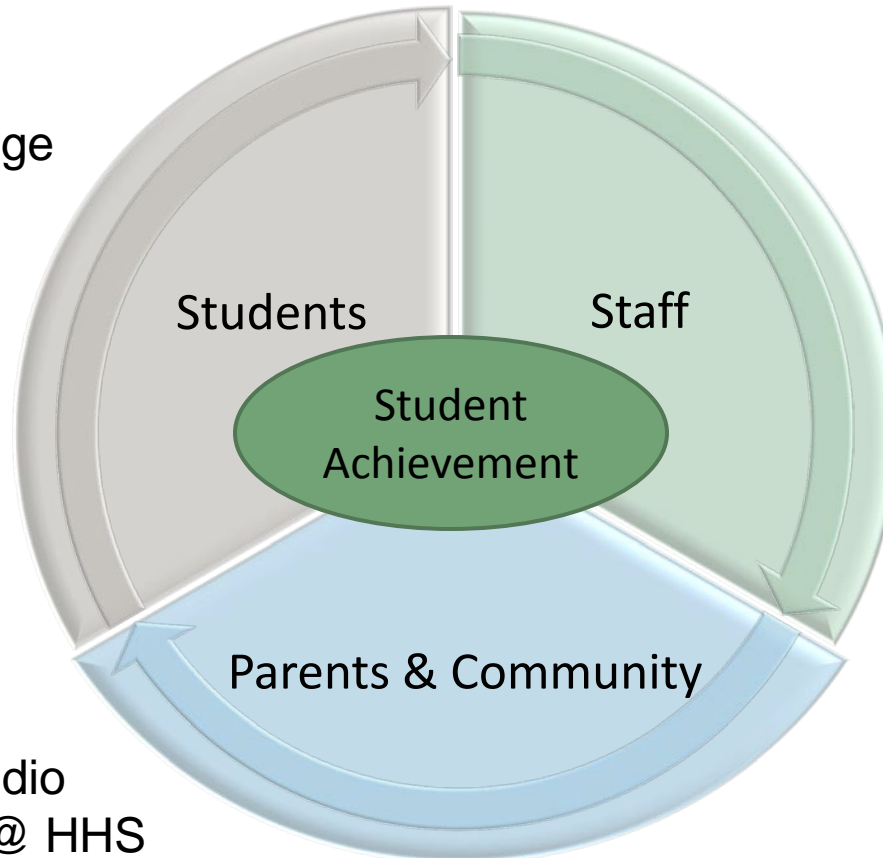 ge
Students
Staff
Student
Achievement
Parents & Community
dio
@ HHS